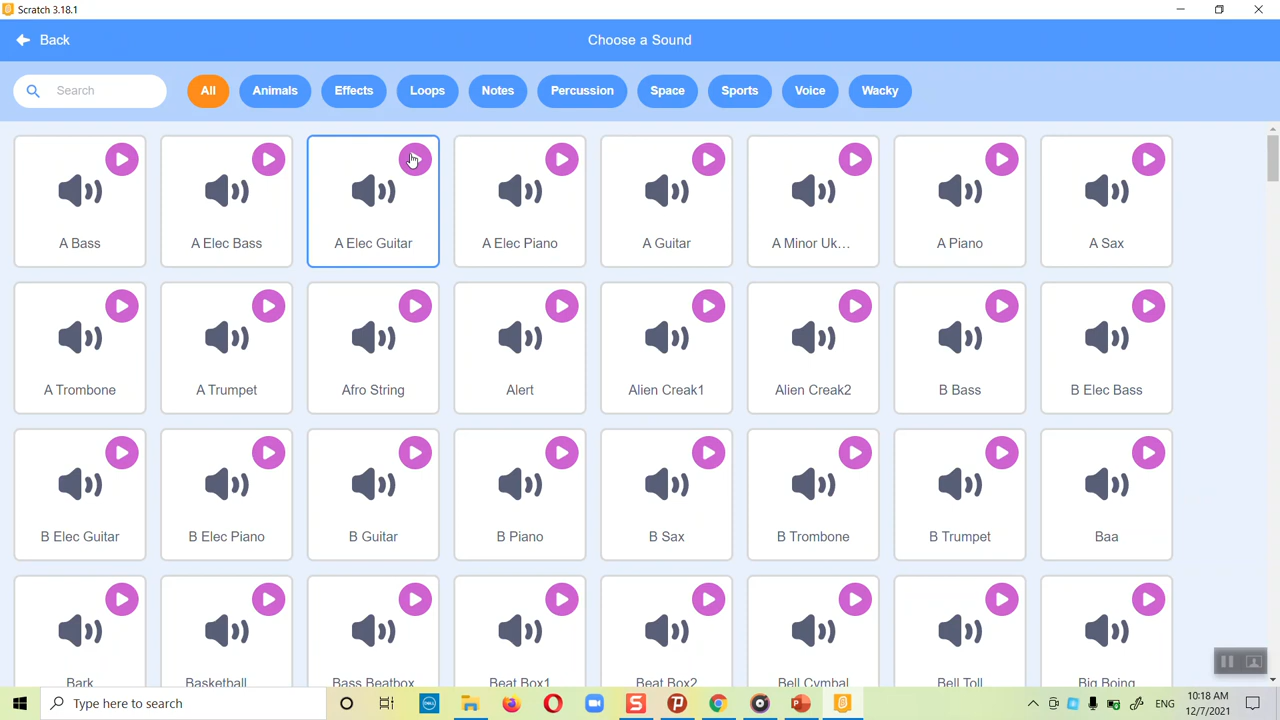 Scratch 3.18.1
Back
Choose a Sound
Search
All
Animals
Effects
Loops
Notes
Percussion
Space
Sports
Voice
Wacky
A Bass
A Elec Bass
A Elec Guitar
A Elec Piano
A Guitar
A Minor Uk...
A Piano
A Sax
A Trombone
A Trumpet
Afro String
Alert
Alien Creak1
Alien Creak2
B Bass
B Elec Bass
B Elec Guitar
B Elec Piano
B Guitar
B Piano
B Sax
B Trombone
B Trumpet
Baa
Bark
Basketball
Bass Beatbox
Beat Box1
Beat Box2
Bell Cymbal
Bell Toll
Big Boing
Type here to search
DELL
ENG
10:18 AM
12/7/2021